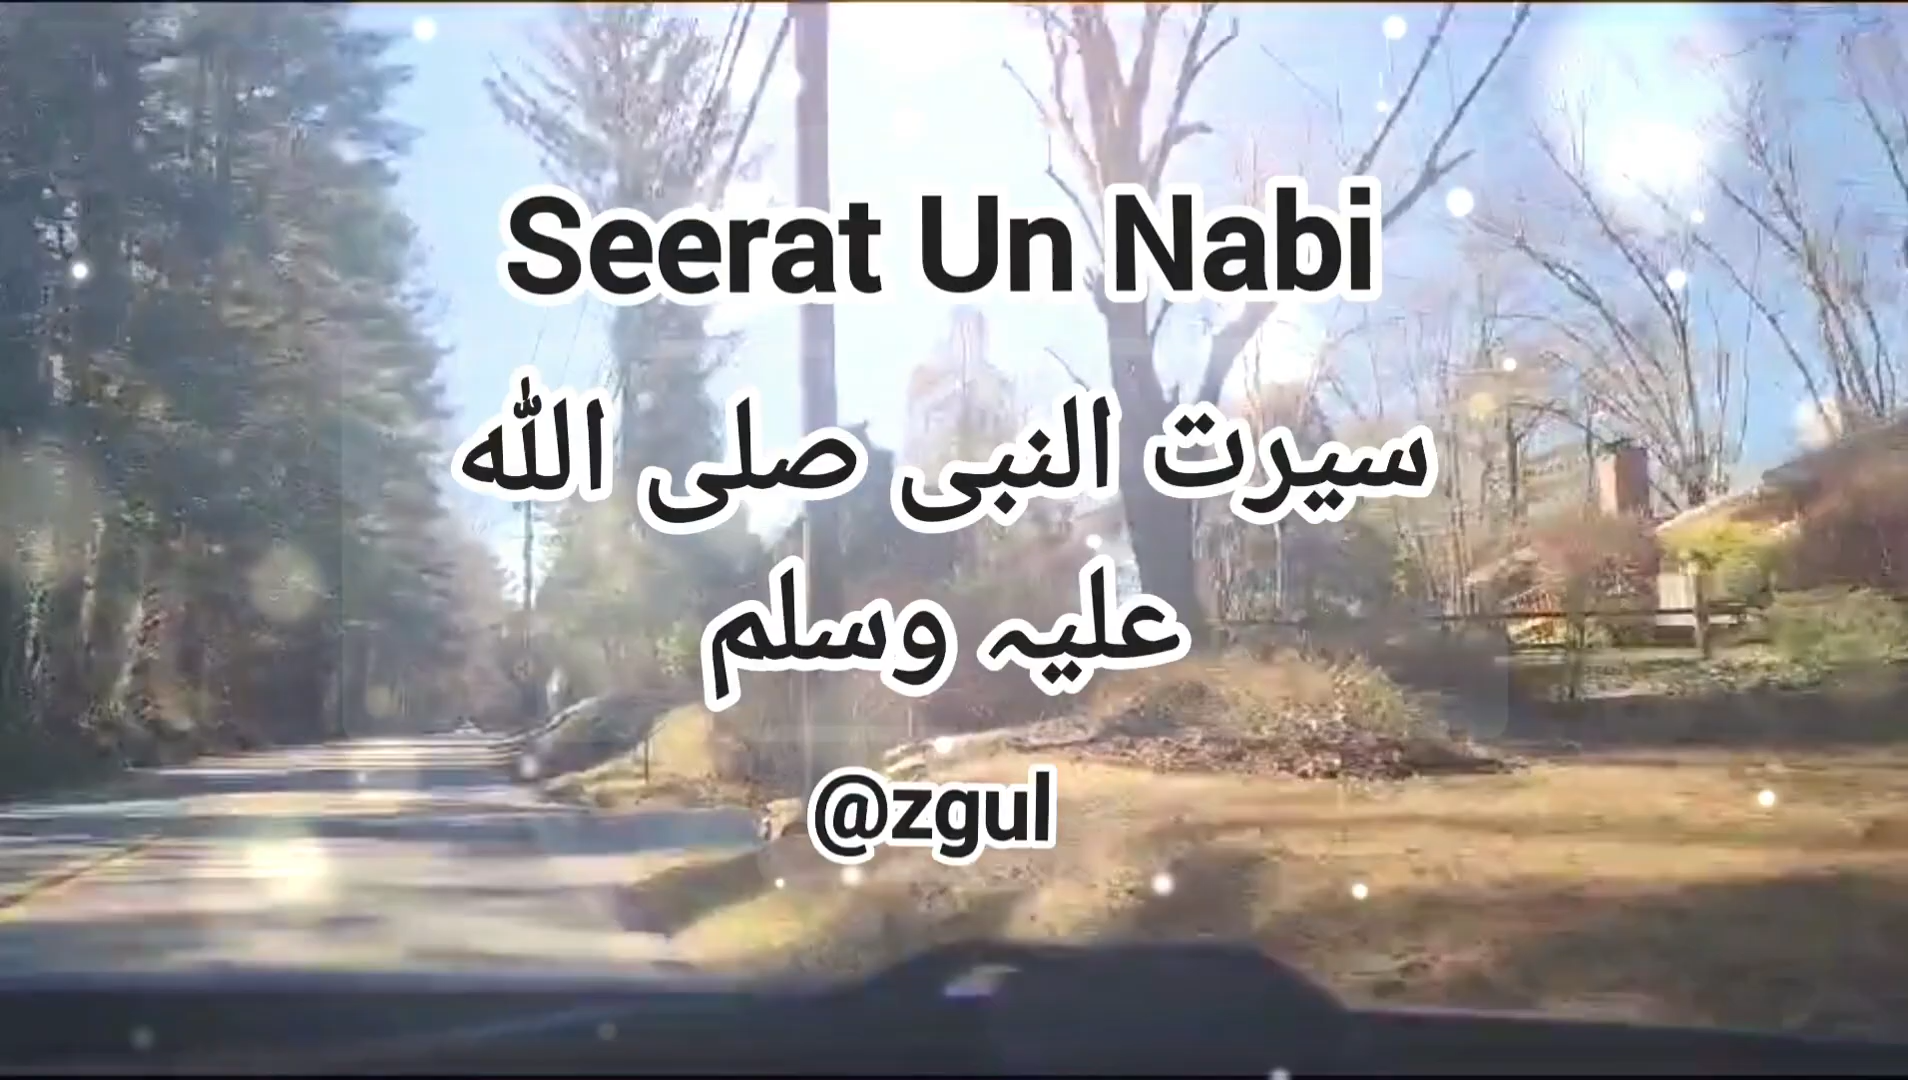 Seerat Un Nabi
سیرت النبی صلی اللہ
علیہ وسلم
@zgul